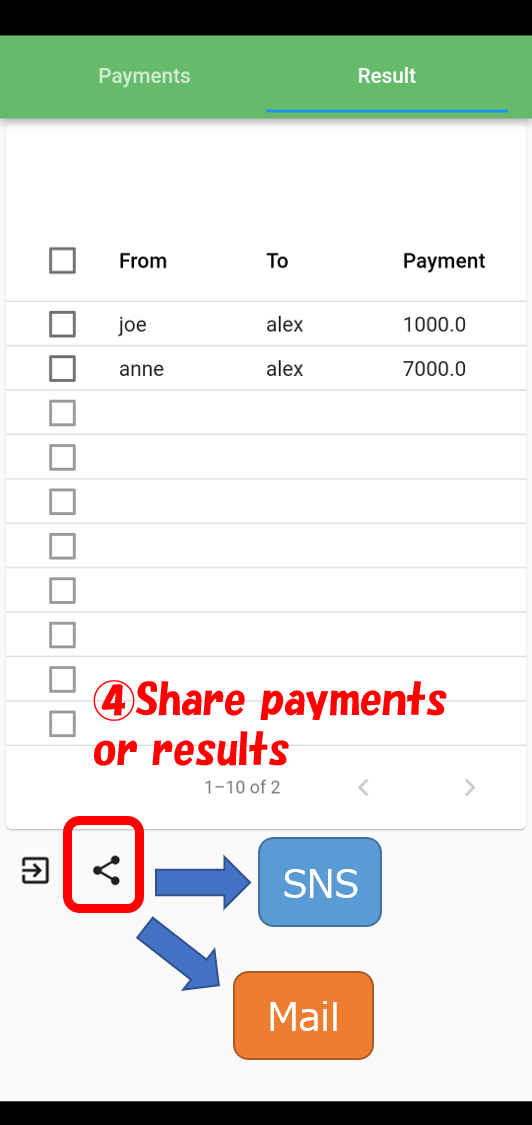 Payments Result
From To Payment
joe alex 1000.0
anne alex 7000.0
④Share payments
or results
1–10 of 2
SNS
Mail